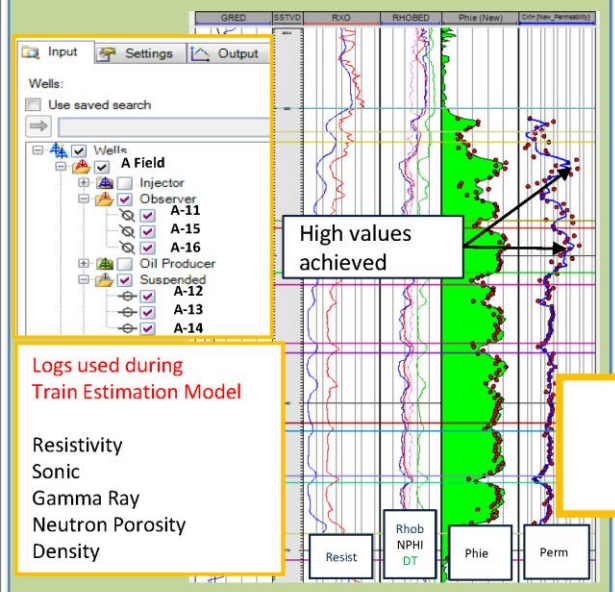 GRED SSTVD RXO RHOBED Phie (New) CKH [New_Permeability]
Input Settings Output
Wells:
Use saved search
Wells
A Field
Injector
Observer
A-11
A-15
A-16
Oil Producer
Suspended
A-12
A-13
A-14
High values
achieved
Logs used during
Train Estimation Model
Resistivity
Sonic
Gamma Ray
Neutron Porosity
Density
Resist
Rhob
NPHI
DT
Phie
Perm